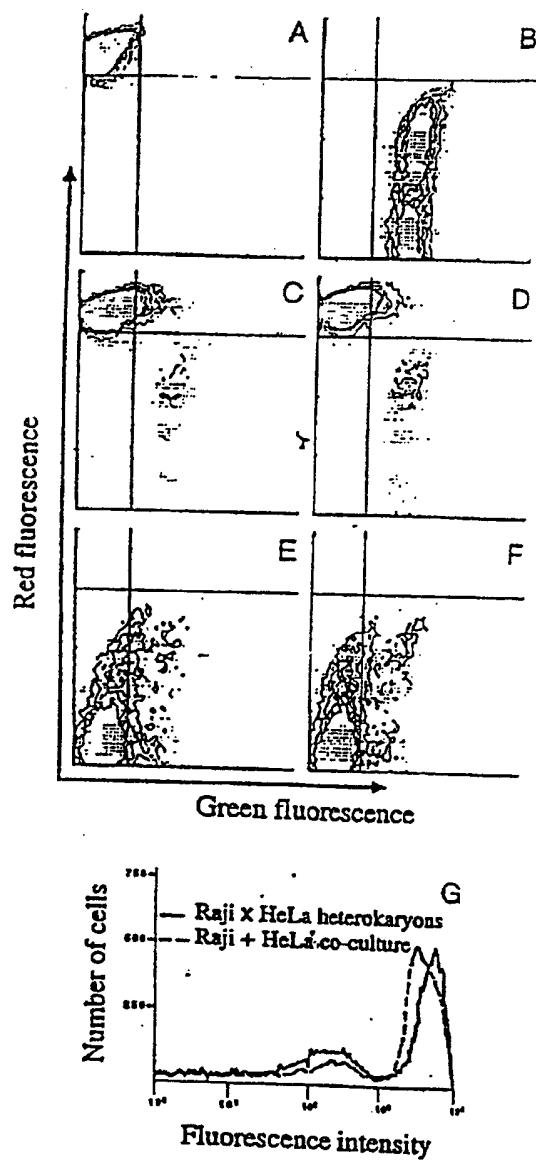 A
B
C
D
E
F
Red fluorescence
Green fluorescence
G
Raji x HeLa heterokaryons
Raji + HeLa co-culture
Number of cells
Fluorescence intensity